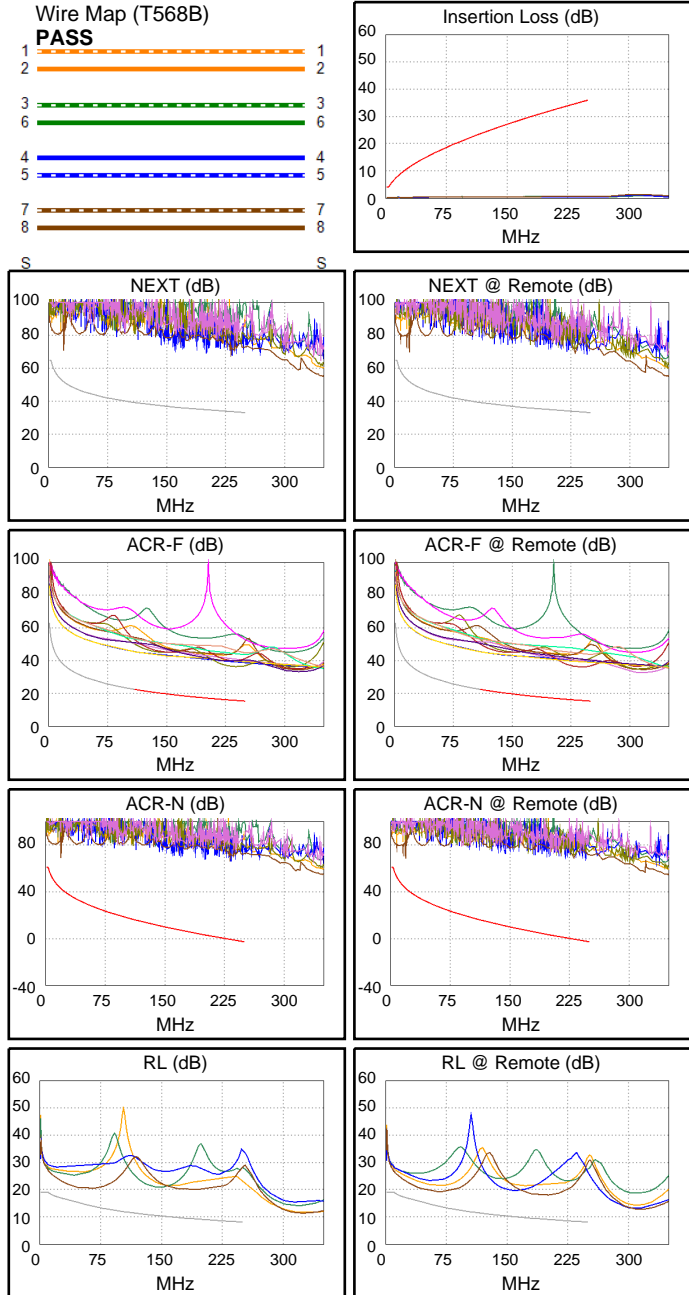 Wire Map (T568B)
PASS
1 1
2 2
3 3
6 6
4 4
5 5
7 7
8 8
S S
Insertion Loss (dB)
60
50
40
30
20
10
0
0 75 150 225 300
MHz
NEXT (dB)
100
80
60
40
20
0
0 75 150 225 300
MHz
NEXT @ Remote (dB)
100
80
60
40
20
0
0 75 150 225 300
MHz
ACR-F (dB)
100
80
60
40
20
0
0 75 150 225 300
MHz
ACR-F @ Remote (dB)
100
80
60
40
20
0
0 75 150 225 300
MHz
ACR-N (dB)
80
40
0
-40
0 75 150 225 300
MHz
ACR-N @ Remote (dB)
80
40
0
-40
0 75 150 225 300
MHz
RL (dB)
60
50
40
30
20
10
0
0 75 150 225 300
MHz
RL @ Remote (dB)
60
50
40
30
20
10
0
0 75 150 225 300
MHz